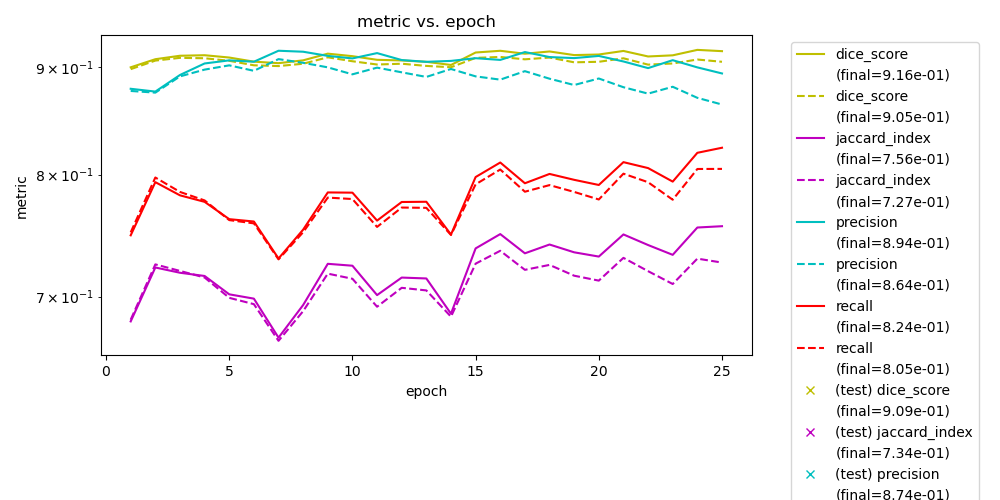 metric vs. epoch
9 × 10⁻¹
8 × 10⁻¹
7 × 10⁻¹
metric
0 5 10 15 20 25
epoch
dice_score
(final=9.16e-01)
dice_score
(final=9.05e-01)
jaccard_index
(final=7.56e-01)
jaccard_index
(final=7.27e-01)
precision
(final=8.94e-01)
precision
(final=8.64e-01)
recall
(final=8.24e-01)
recall
(final=8.05e-01)
(test) dice_score
(final=9.09e-01)
(test) jaccard_index
(final=7.34e-01)
(test) precision
(final=8.74e-01)